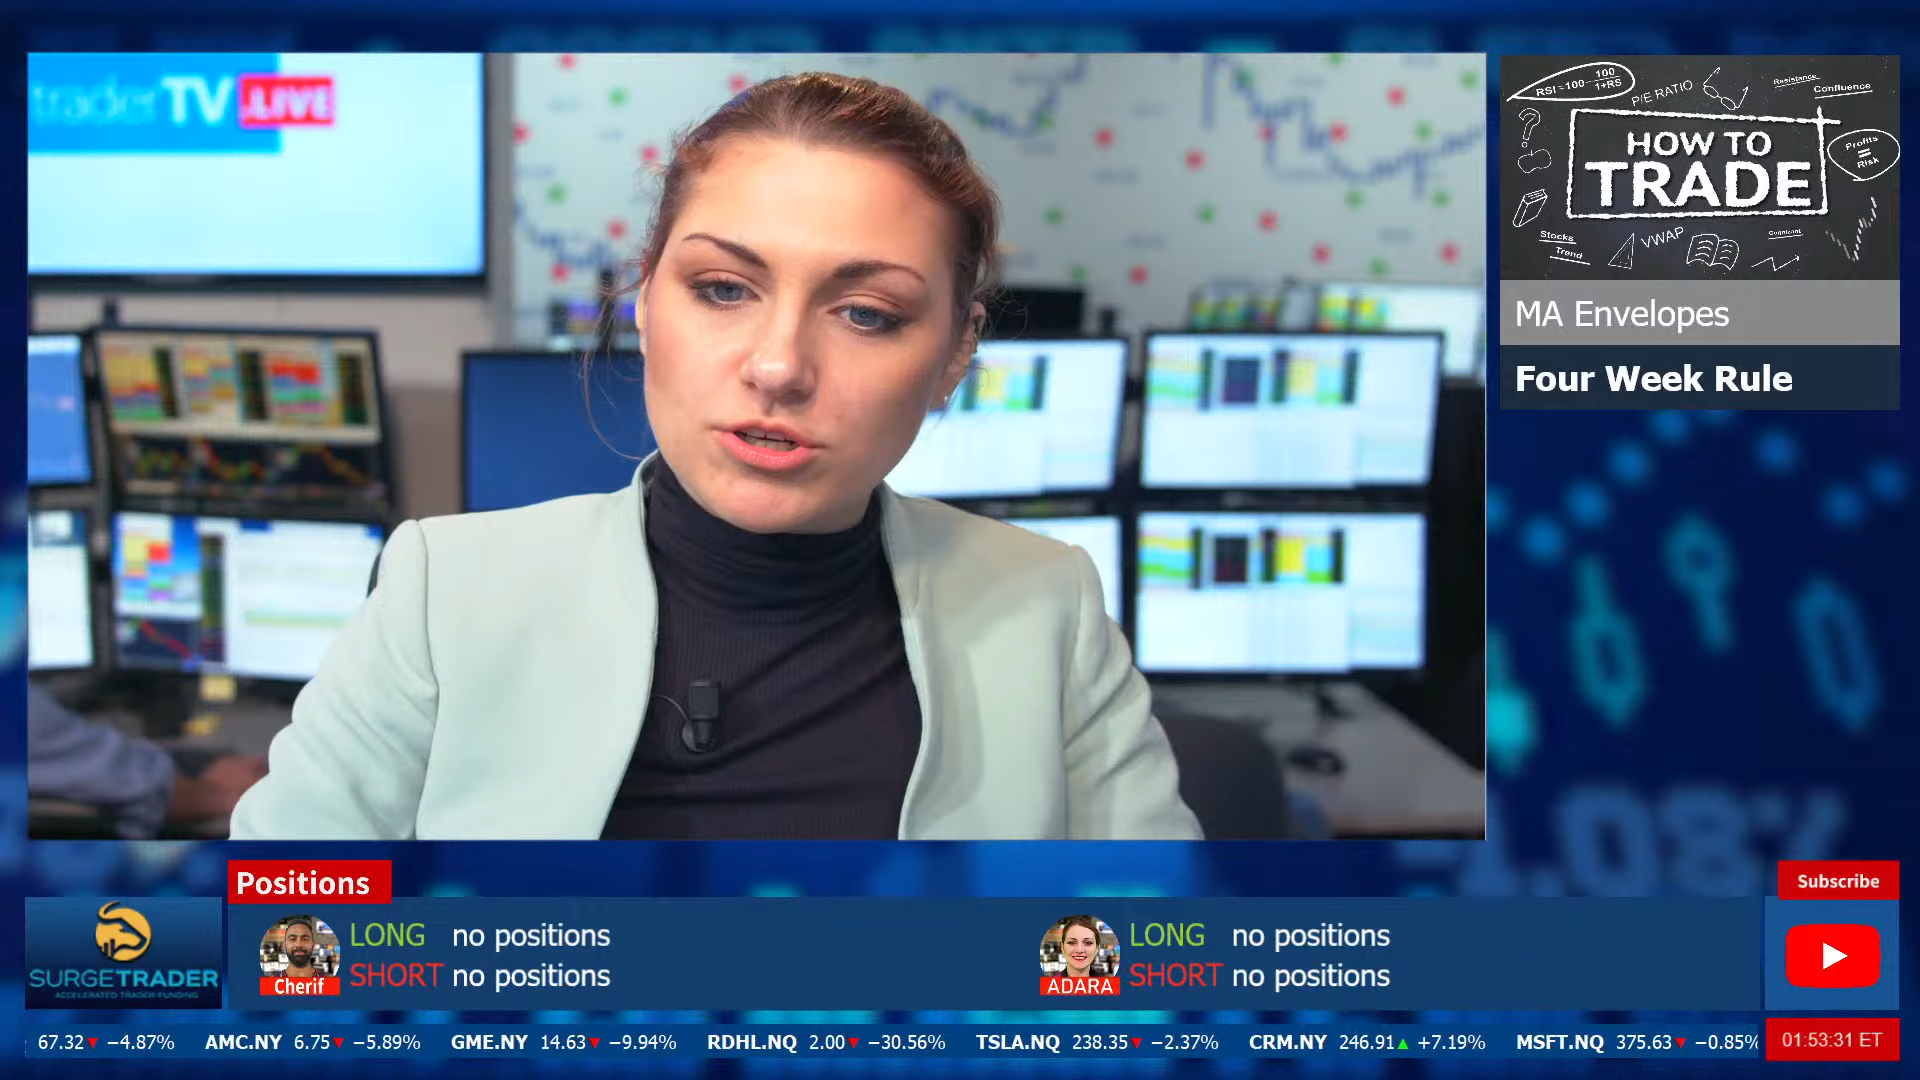 traderTV .LIVE
RSI=100- 100
1+RS
P/E RATIO
Resistance
Confluence
HOW TO
TRADE
Profits
=
Risk
Stocks
Trend
VWAP
MA Envelopes
Four Week Rule
Positions
Subscribe
SURGETRADER
ACCELERATED TRADER FUNDING
Cherif
LONG no positions
SHORT no positions
ADARA
LONG no positions
SHORT no positions
67.32▼ −4.87% AMC.NY 6.75▼ −5.89% GME.NY 14.63▼ −9.94% RDHL.NQ 2.00▼ −30.56% TSLA.NQ 238.35▼ −2.37% CRM.NY 246.91▲ +7.19% MSFT.NQ 375.63▼ −0.85%
01:53:31 ET